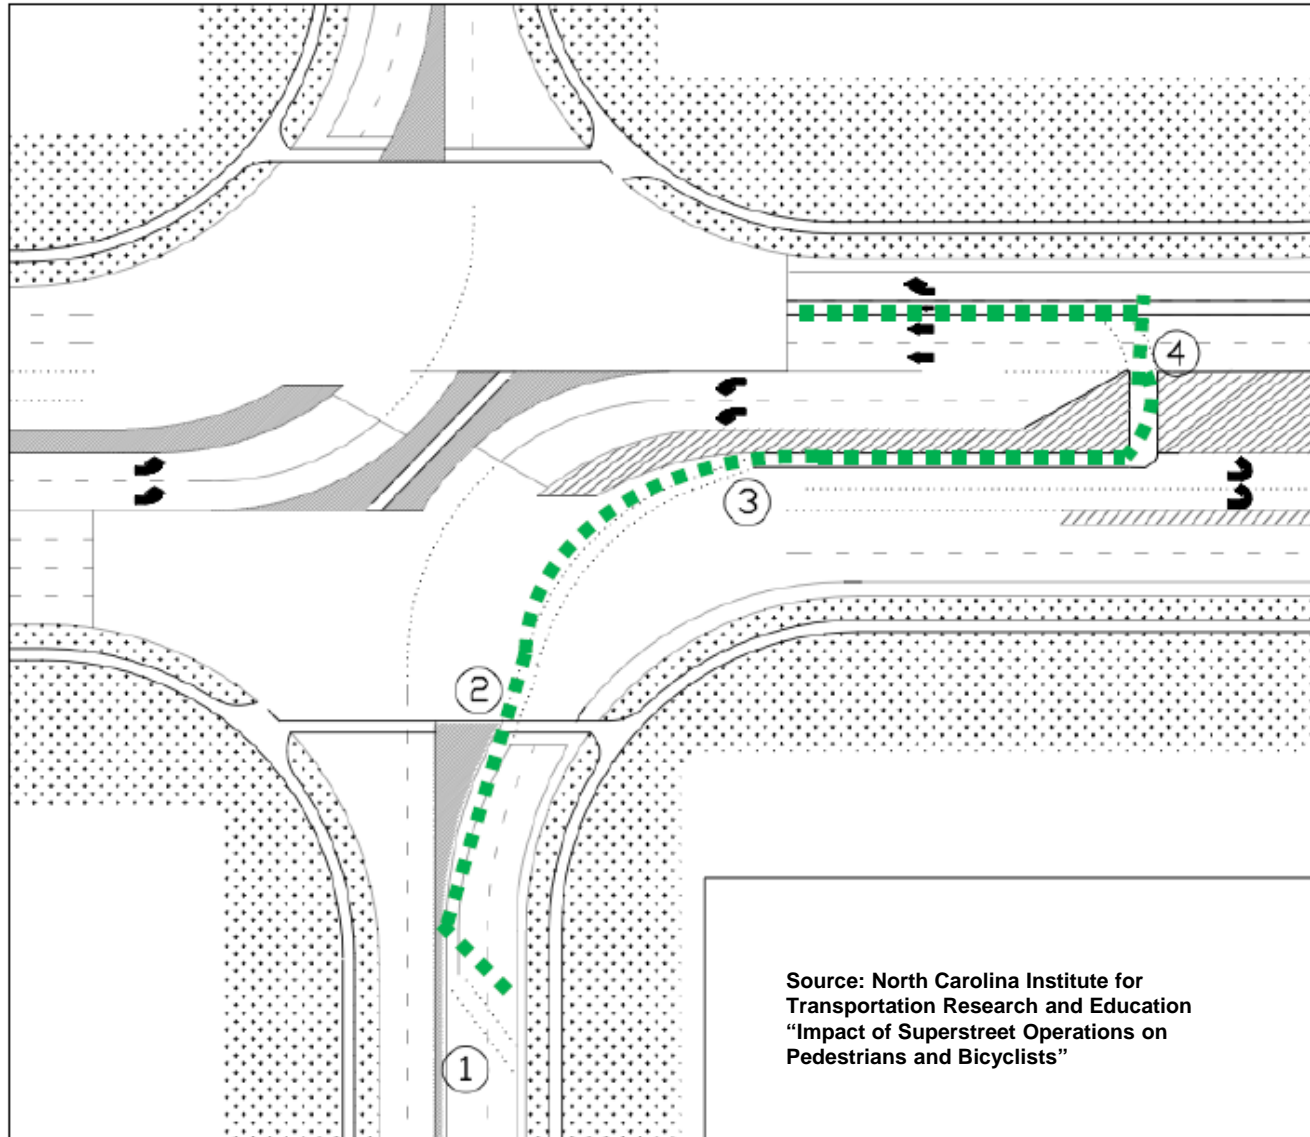 4
3
2
1
Source: North Carolina Institute for
Transportation Research and Education
“Impact of Superstreet Operations on
Pedestrians and Bicyclists”